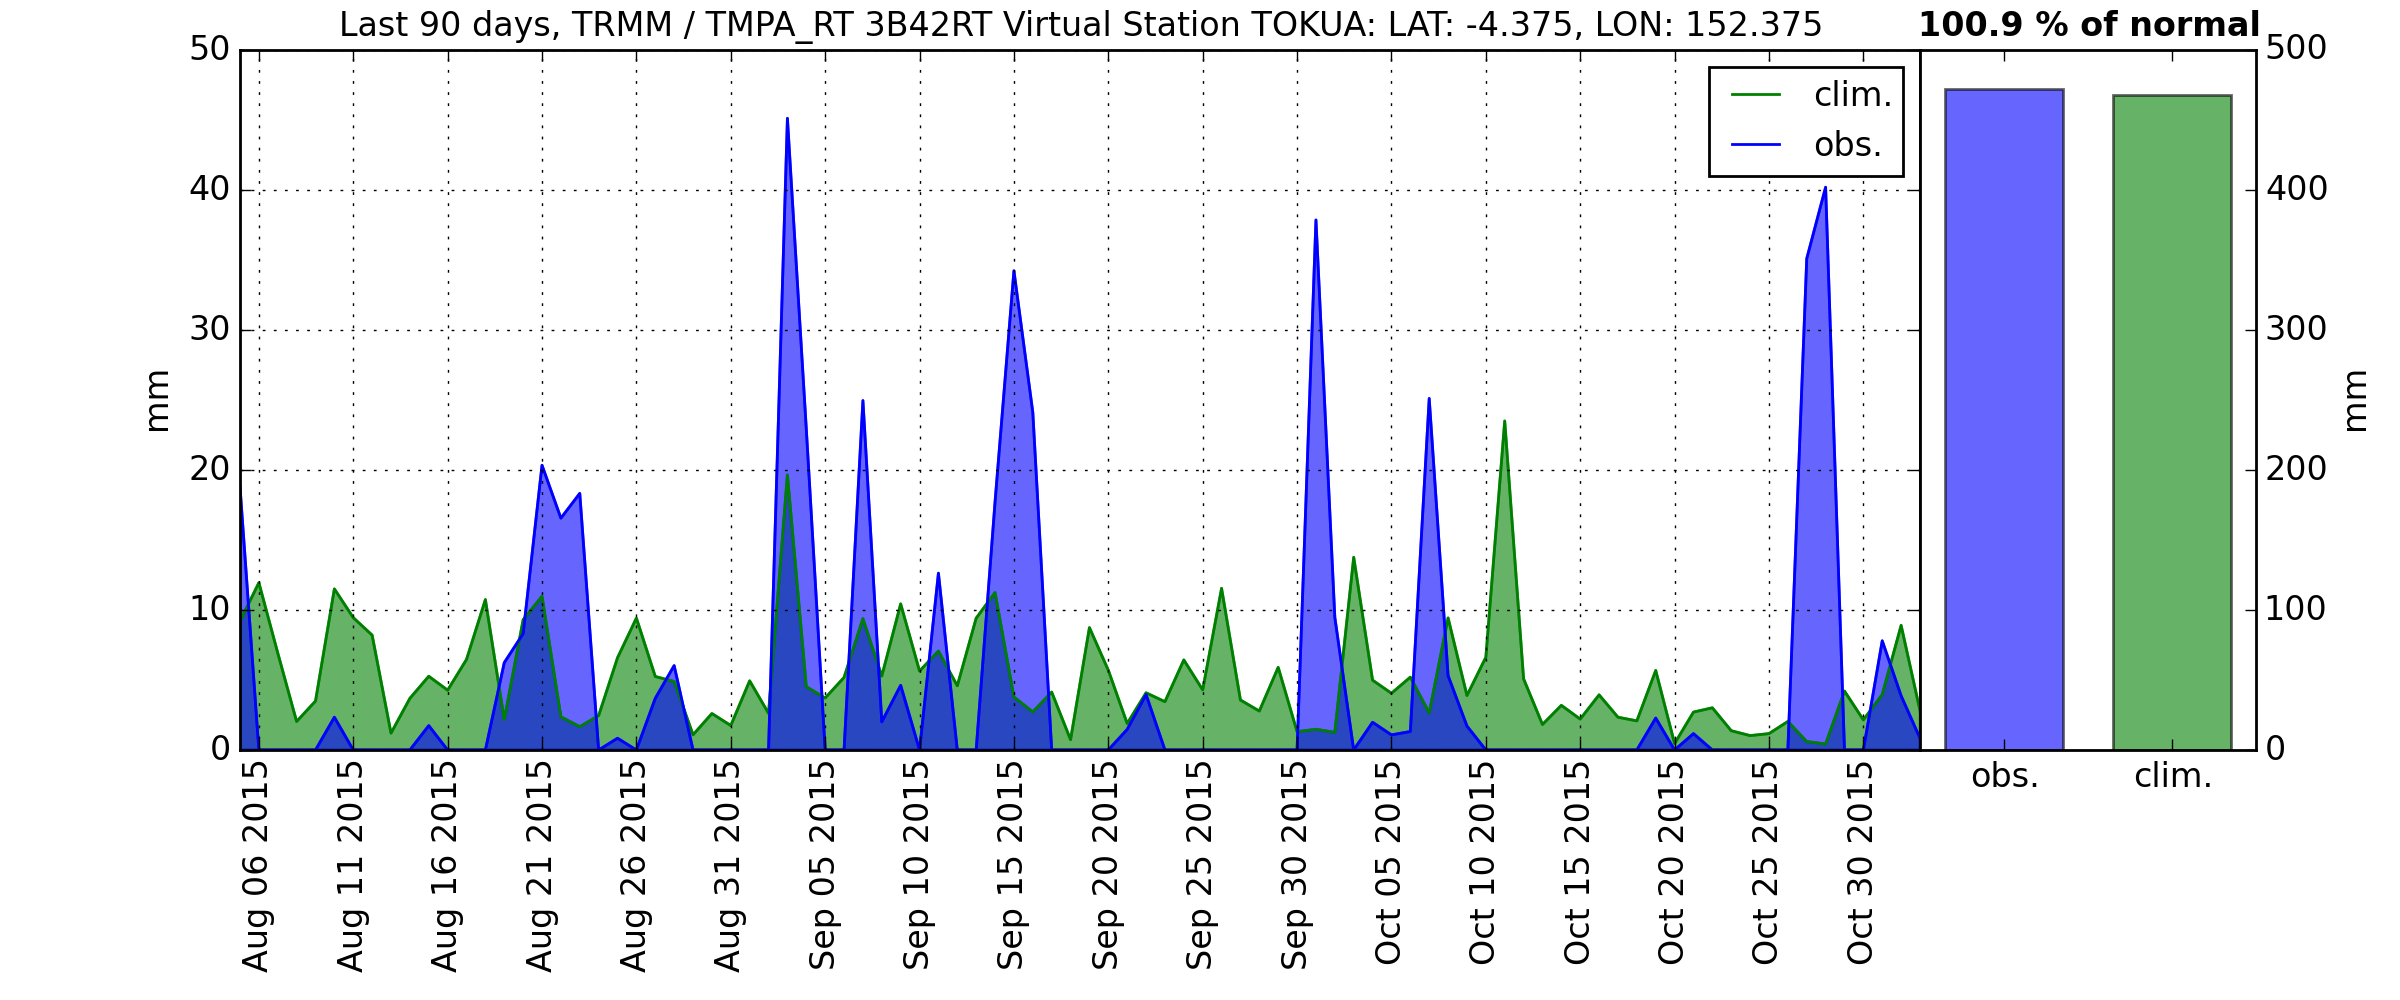 Last 90 days, TRMM / TMPA_RT 3B42RT Virtual Station TOKUA: LAT: -4.375, LON: 152.375
100.9 % of normal
50
40
30
20
10
0
mm
clim.
obs.
500
400
300
200
100
0
mm
obs.
clim.
Aug 06 2015
Aug 11 2015
Aug 16 2015
Aug 21 2015
Aug 26 2015
Aug 31 2015
Sep 05 2015
Sep 10 2015
Sep 15 2015
Sep 20 2015
Sep 25 2015
Sep 30 2015
Oct 05 2015
Oct 10 2015
Oct 15 2015
Oct 20 2015
Oct 25 2015
Oct 30 2015